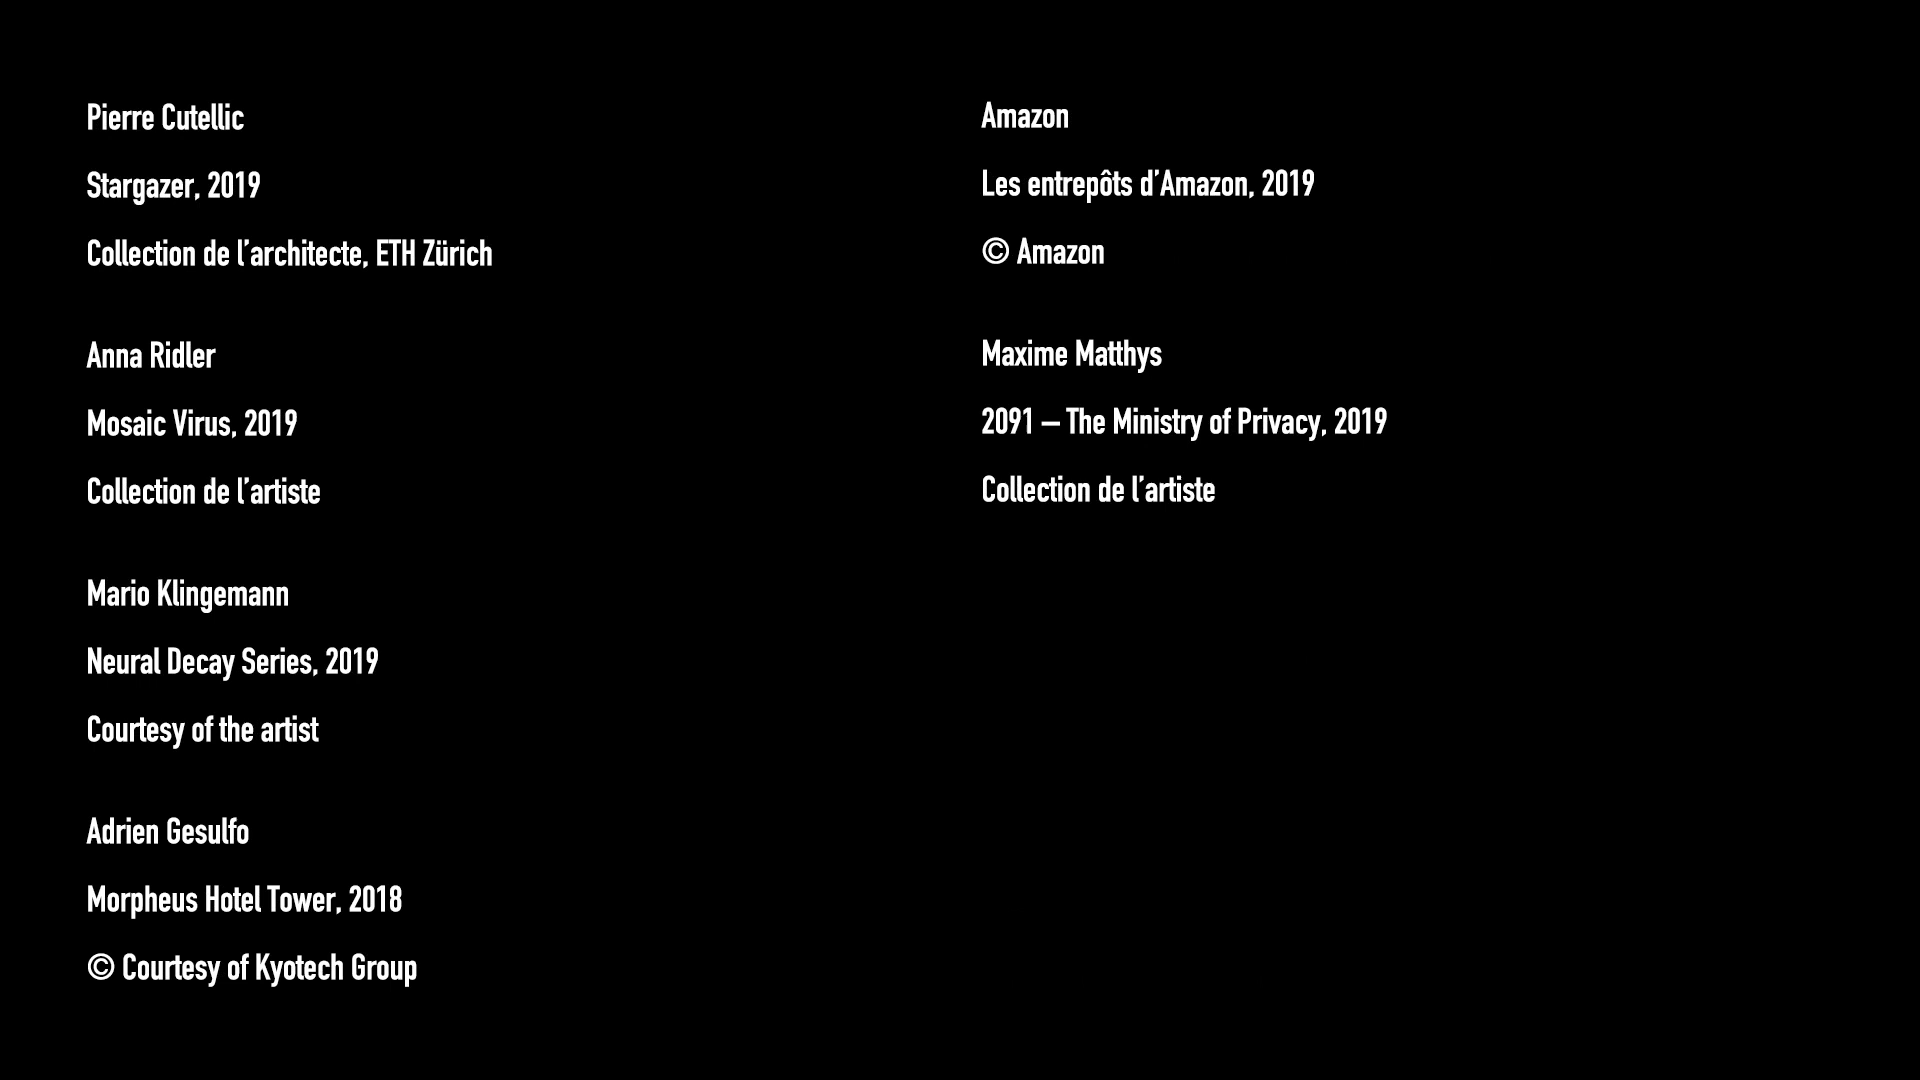 Pierre Cutellic
Stargazer, 2019
Collection de l’architecte, ETH Zürich
Anna Ridler
Mosaic Virus, 2019
Collection de l’artiste
Mario Klingemann
Neural Decay Series, 2019
Courtesy of the artist
Adrien Gesulfo
Morpheus Hotel Tower, 2018
© Courtesy of Kyotech Group
Amazon
Les entrepôts d’Amazon, 2019
© Amazon
Maxime Matthys
2091 – The Ministry of Privacy, 2019
Collection de l’artiste